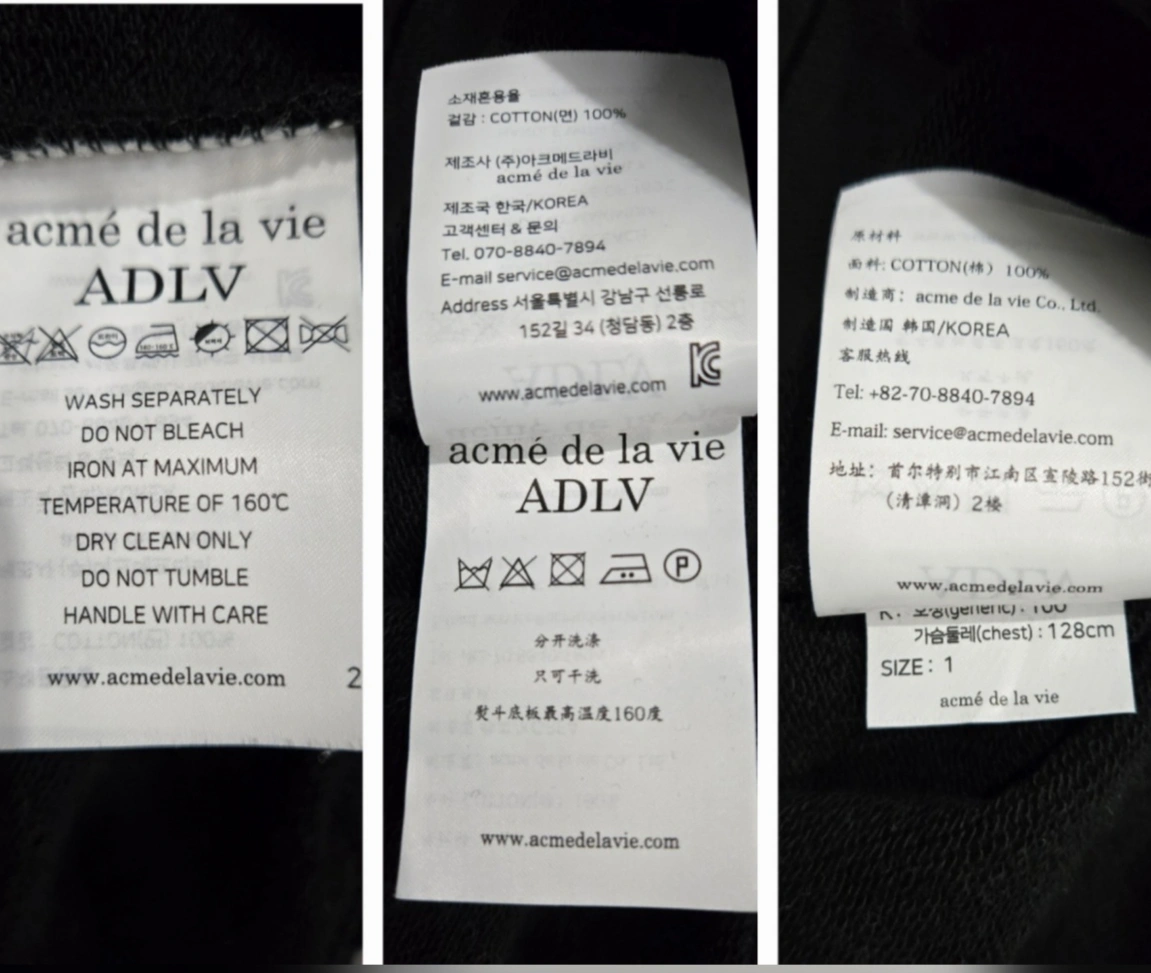 acmé de la vie
ADLV
WASH SEPARATELY
DO NOT BLEACH
IRON AT MAXIMUM
TEMPERATURE OF 160℃
DRY CLEAN ONLY
DO NOT TUMBLE
HANDLE WITH CARE
www.acmedelavie.com
2
소재혼용율
겉감 : COTTON(면) 100%
제조사 (주)아크메드라비
acmé de la vie
제조국 한국/KOREA
고객센터 & 문의
Tel. 070-8840-7894
E-mail service@acmedelavie.com
Address 서울특별시 강남구 선릉로
152길 34 (청담동) 2층
www.acmedelavie.com
acmé de la vie
ADLV
P
分开洗涤
只可干洗
熨斗底板最高温度160度
www.acmedelavie.com
原材料
面料: COTTON(棉) 100%
制造商: acme de la vie Co., Ltd.
制造国 韩国/KOREA
客服热线
Tel: +82-70-8840-7894
E-mail: service@acmedelavie.com
地址: 首尔特别市江南区宣陵路152街
(清潭洞) 2楼
www.acmedelavie.com
가슴둘레(chest) : 128cm
SIZE : 1
acmé de la vie